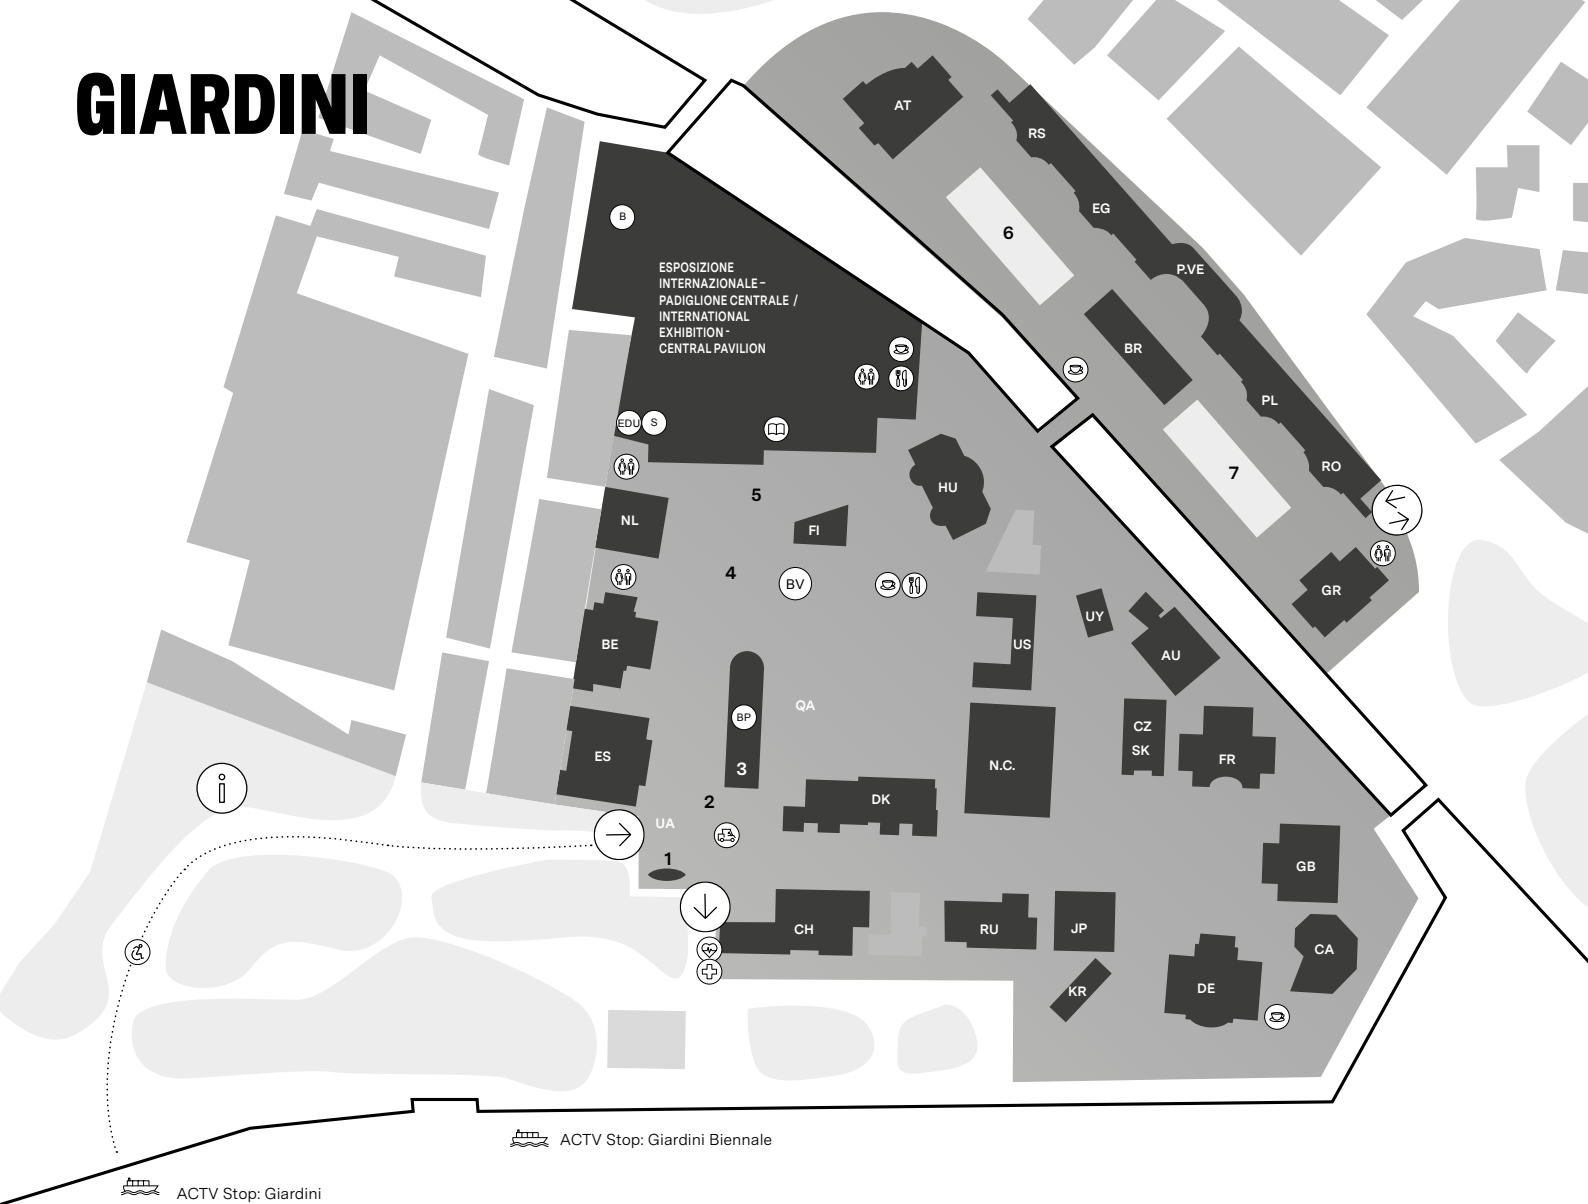 GIARDINI
AT
RS
B
EG
6
ESPOSIZIONE
INTERNAZIONALE –
PADIGLIONE CENTRALE /
INTERNATIONAL
EXHIBITION -
CENTRAL PAVILION
P.VE
BR
PL
EDU
S
RO
7
HU
5
NL
FI
4
BV
GR
UY
BE
US
AU
QA
BP
CZ
SK
ES
3
N.C.
FR
2
DK
UA
1
GB
CH
RU
JP
CA
KR
DE
ACTV Stop: Giardini Biennale
ACTV Stop: Giardini